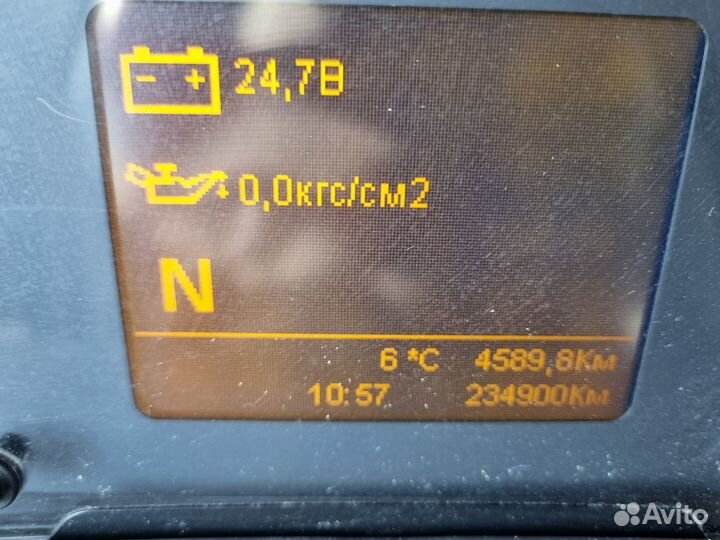 - + 24,7В
0,0кгс/см2
N
6 °C 4589,8Км
10:57 234900Км
Avito